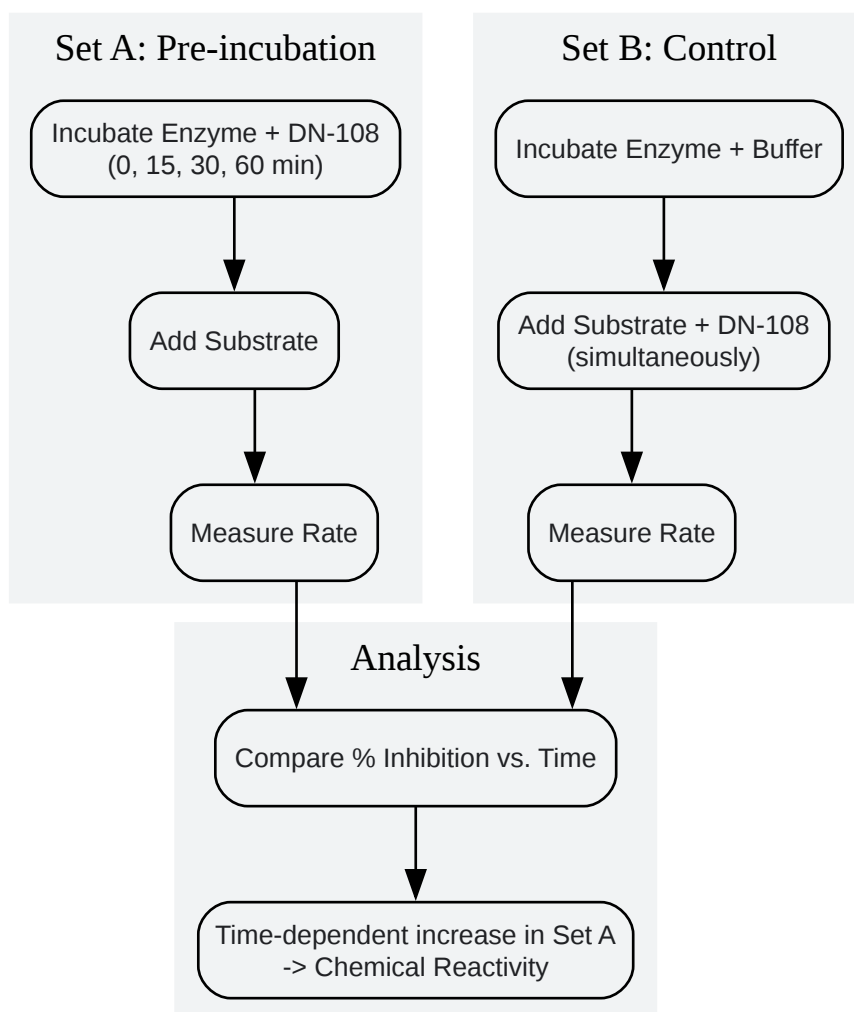 Set A: Pre-incubation
Incubate Enzyme + DN-108
(0, 15, 30, 60 min)
Add Substrate
Measure Rate
Set B: Control
Incubate Enzyme + Buffer
Add Substrate + DN-108
(simultaneously)
Measure Rate
Analysis
Compare % Inhibition vs. Time
Time-dependent increase in Set A
-> Chemical Reactivity